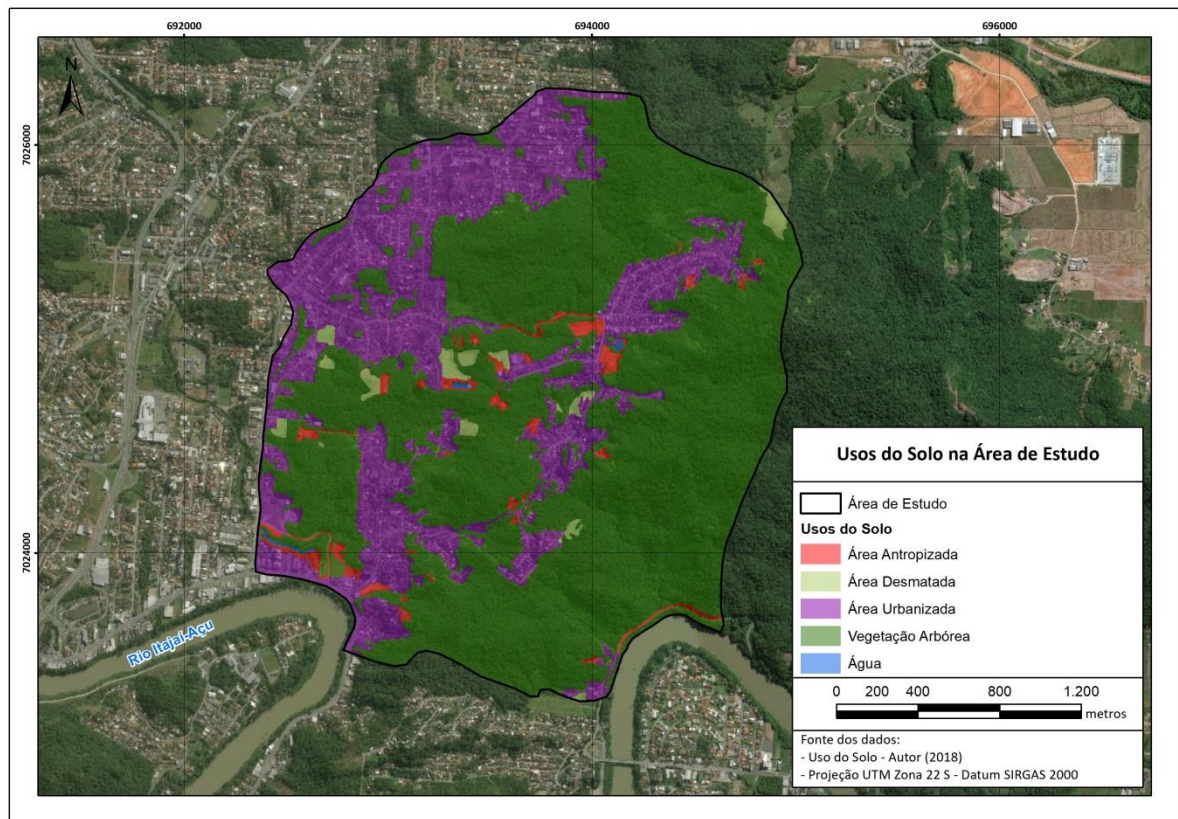 692000
694000
696000
N
7026000
7024000
Rio Itajaí-Açu
Usos do Solo na Área de Estudo
Área de Estudo
Usos do Solo
Área Antropizada
Área Desmatada
Área Urbanizada
Vegetação Arbórea
Água
0 200 400 800 1.200
metros
Fonte dos dados:
- Uso do Solo - Autor (2018)
- Projeção UTM Zona 22 S - Datum SIRGAS 2000